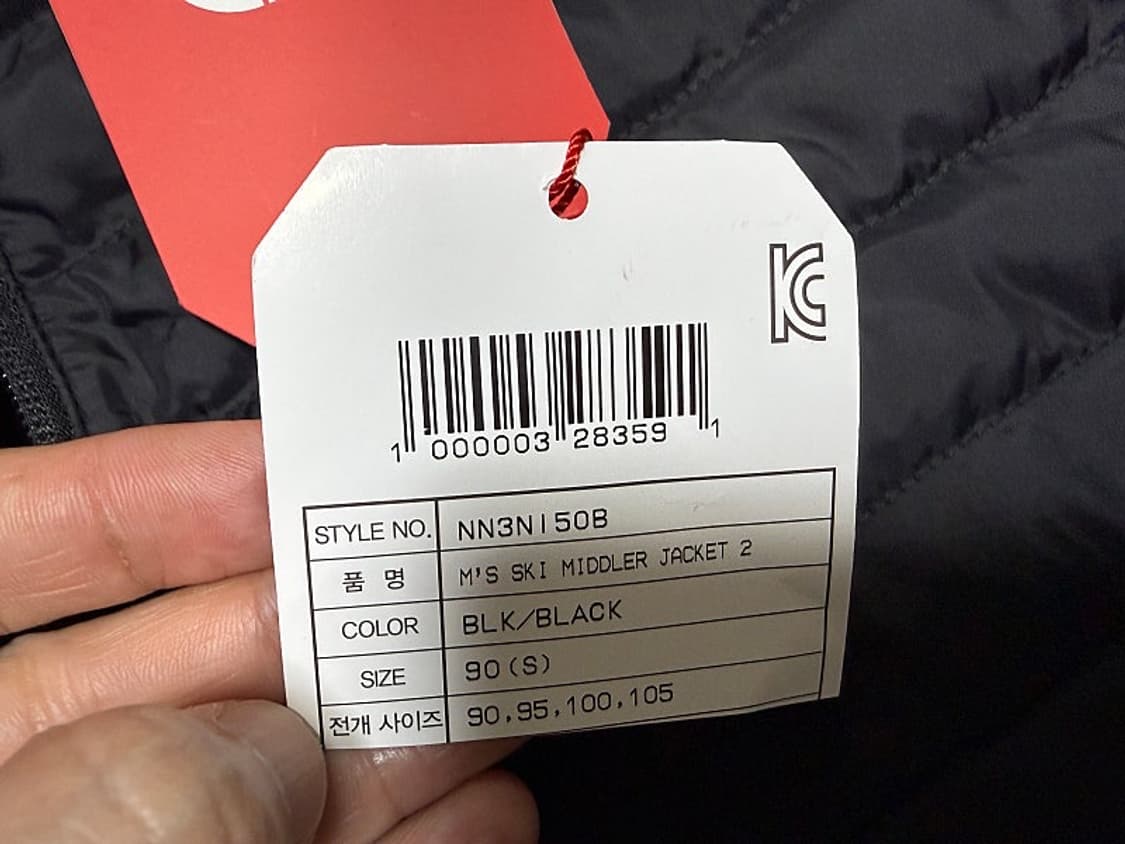 KC
1 000003 28359 1
STYLE NO. NN3N150B
품 명 M'S SKI MIDDLER JACKET 2
COLOR BLK/BLACK
SIZE 90(S)
전개 사이즈 90,95,100,105